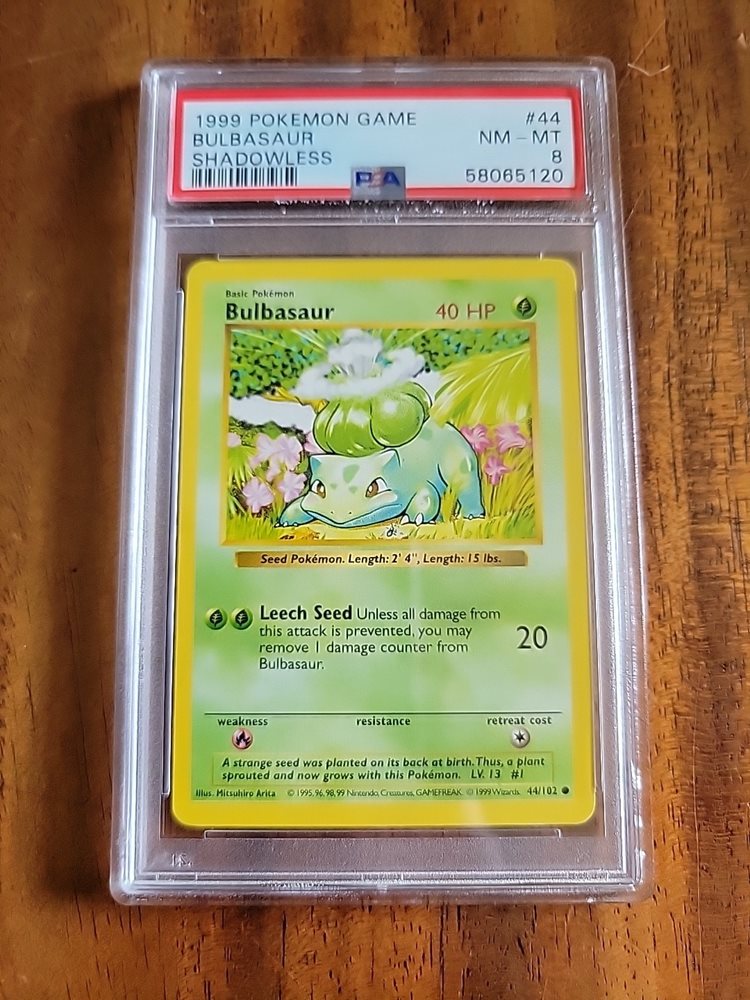 1999 POKEMON GAME #44
BULBASAUR NM - MT
SHADOWLESS 8
PSA 58065120
Basic Pokémon
Bulbasaur 40 HP
Seed Pokémon. Length: 2' 4", Length: 15 lbs.
Leech Seed Unless all damage from
this attack is prevented, you may
remove 1 damage counter from
Bulbasaur.
20
weakness resistance retreat cost
A strange seed was planted on its back at birth. Thus, a plant
sprouted and now grows with this Pokémon. LV. 13 #1
Illus. Mitsuhiro Arita © 1995, 96, 98, 99 Nintendo, Creatures, GAMEFREAK. © 1999 Wizards. 44/102